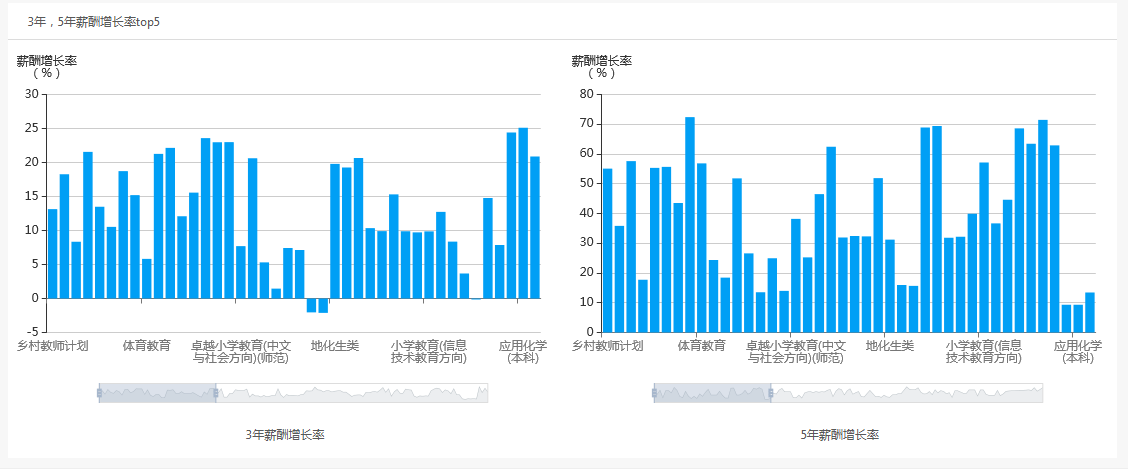 3年，5年薪酬增长率top5
薪酬增长率
（%）
30
25
20
15
10
5
0
-5
乡村教师计划
体育教育
卓越小学教育(中文
与社会方向)(师范)
地化生类
小学教育(信息
技术教育方向)
应用化学
(本科)
3年薪酬增长率
薪酬增长率
（%）
80
70
60
50
40
30
20
10
0
乡村教师计划
体育教育
卓越小学教育(中文
与社会方向)(师范)
地化生类
小学教育(信息
技术教育方向)
应用化学
(本科)
5年薪酬增长率